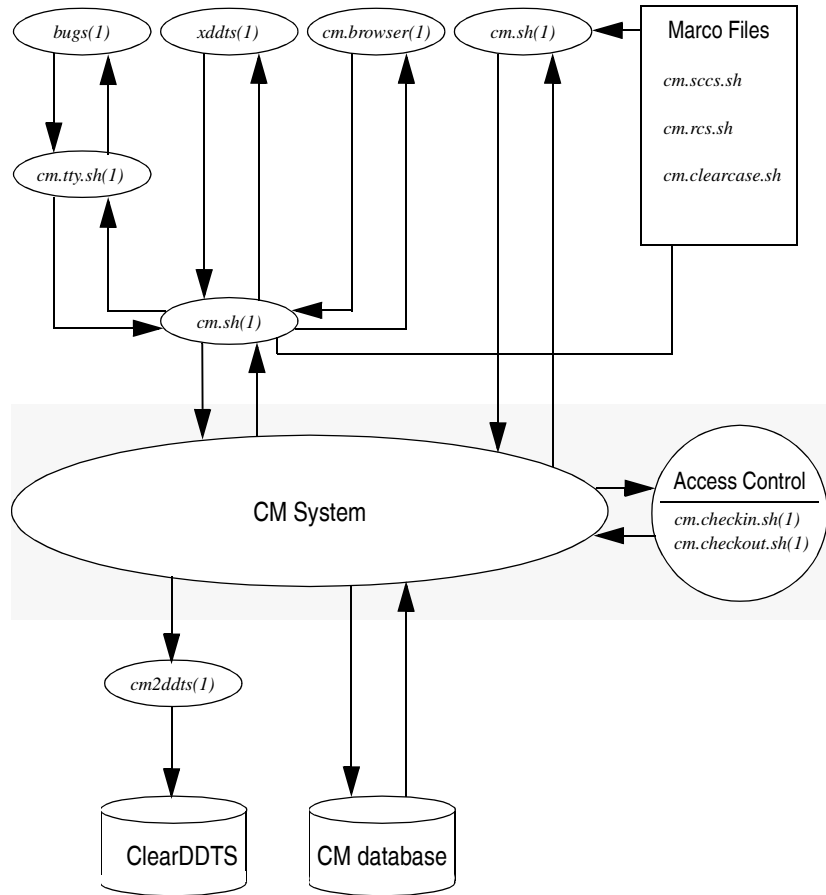 bugs(1)
xddts(1)
cm.browser(1)
cm.sh(1)
Marco Files
cm.sccs.sh
cm.rcs.sh
cm.clearcase.sh
cm.tty.sh(1)
cm.sh(1)
CM System
Access Control
cm.checkin.sh(1)
cm.checkout.sh(1)
cm2ddts(1)
ClearDDTS
CM database